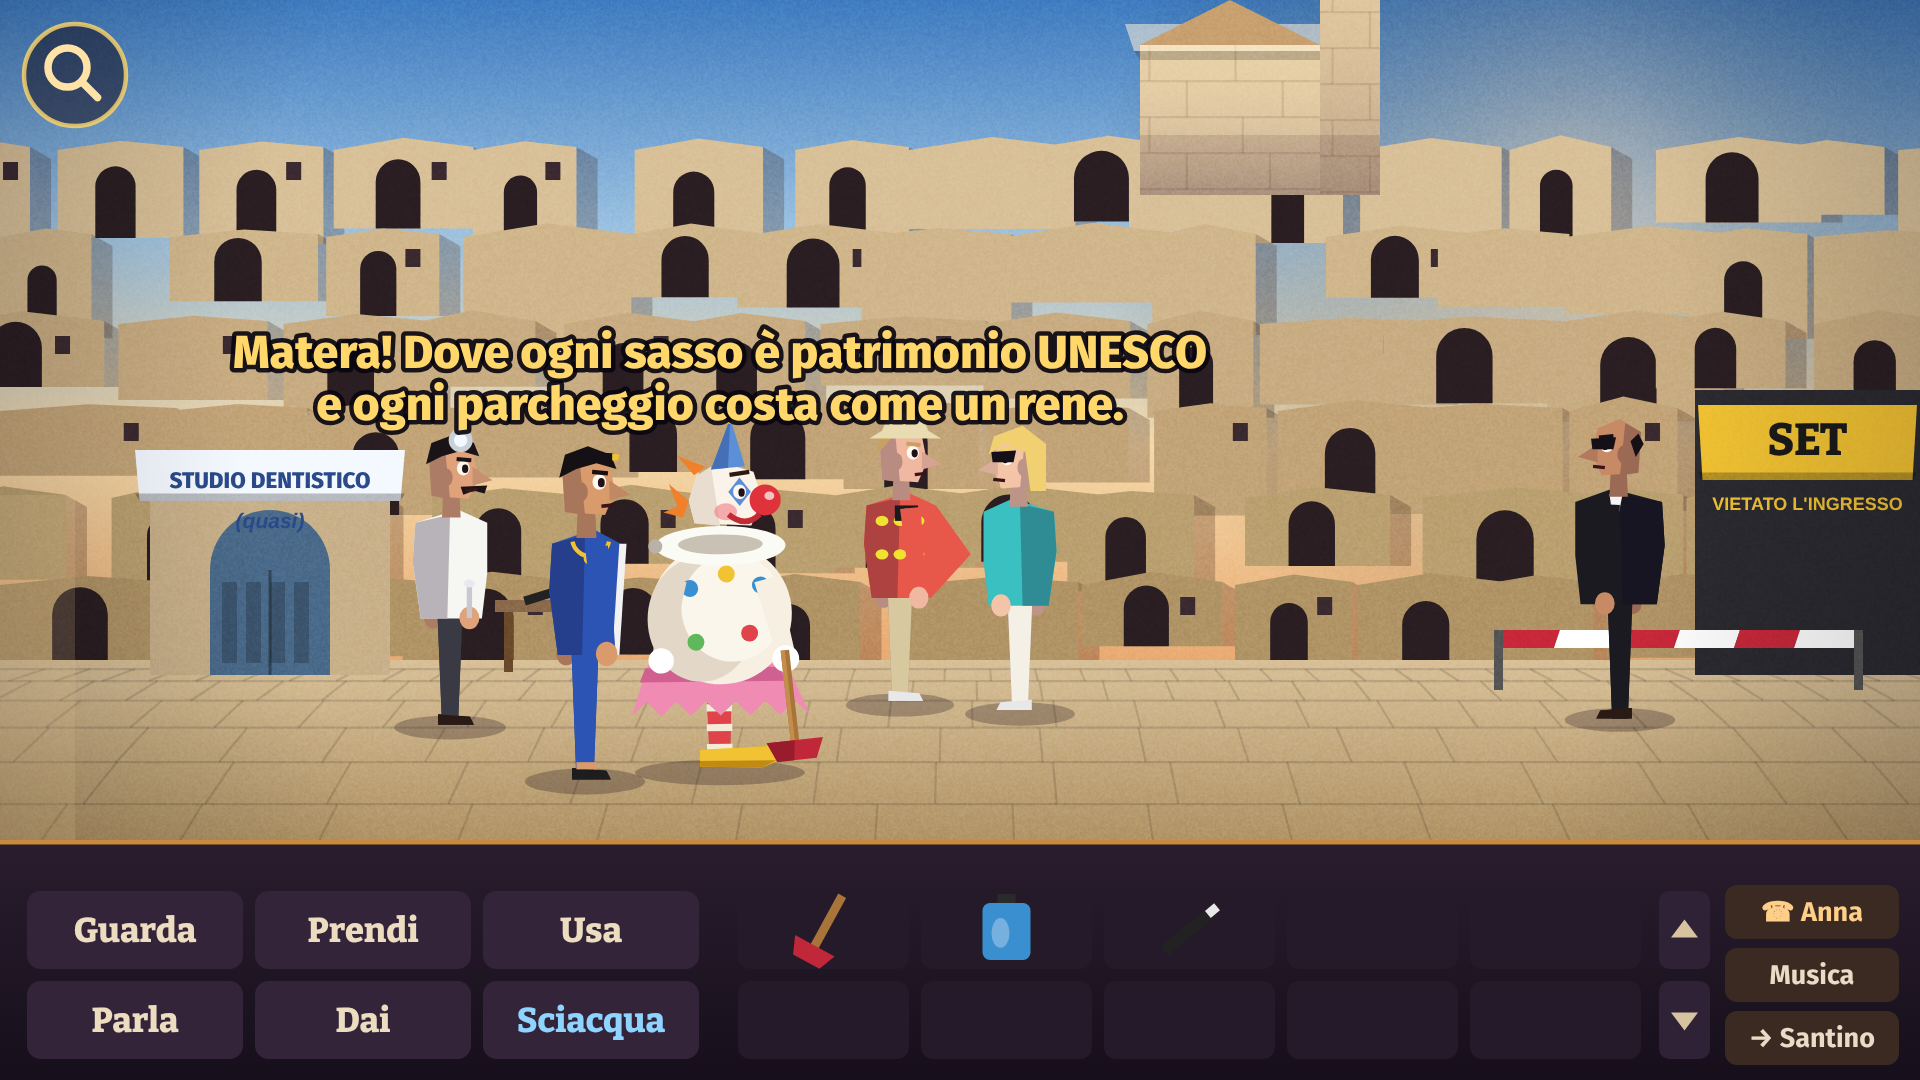 Matera! Dove ogni sasso è patrimonio UNESCO
e ogni parcheggio costa come un rene.
STUDIO DENTISTICO
(quasi)
SET
VIETATO L'INGRESSO
Guarda
Prendi
Usa
Parla
Dai
Sciacqua
☎ Anna
Musica
→ Santino